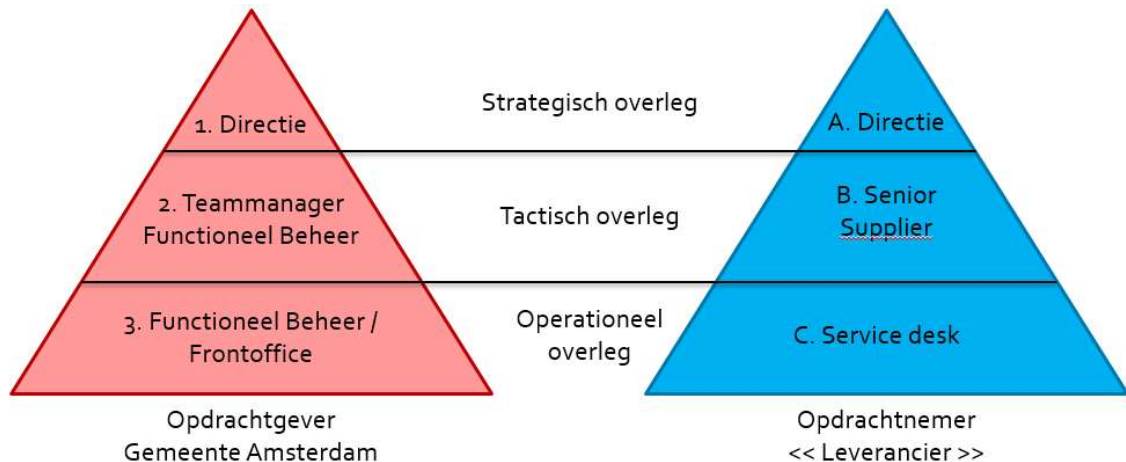 Strategisch overleg
1. Directie
A. Directie
2. Teammanager
Functioneel Beheer
Tactisch overleg
B. Senior
Supplier
3. Functioneel Beheer /
Frontoffice
Operationeel
overleg
C. Service desk
Opdrachtgever
Gemeente Amsterdam
Opdrachtnemer
<< Leverancier >>